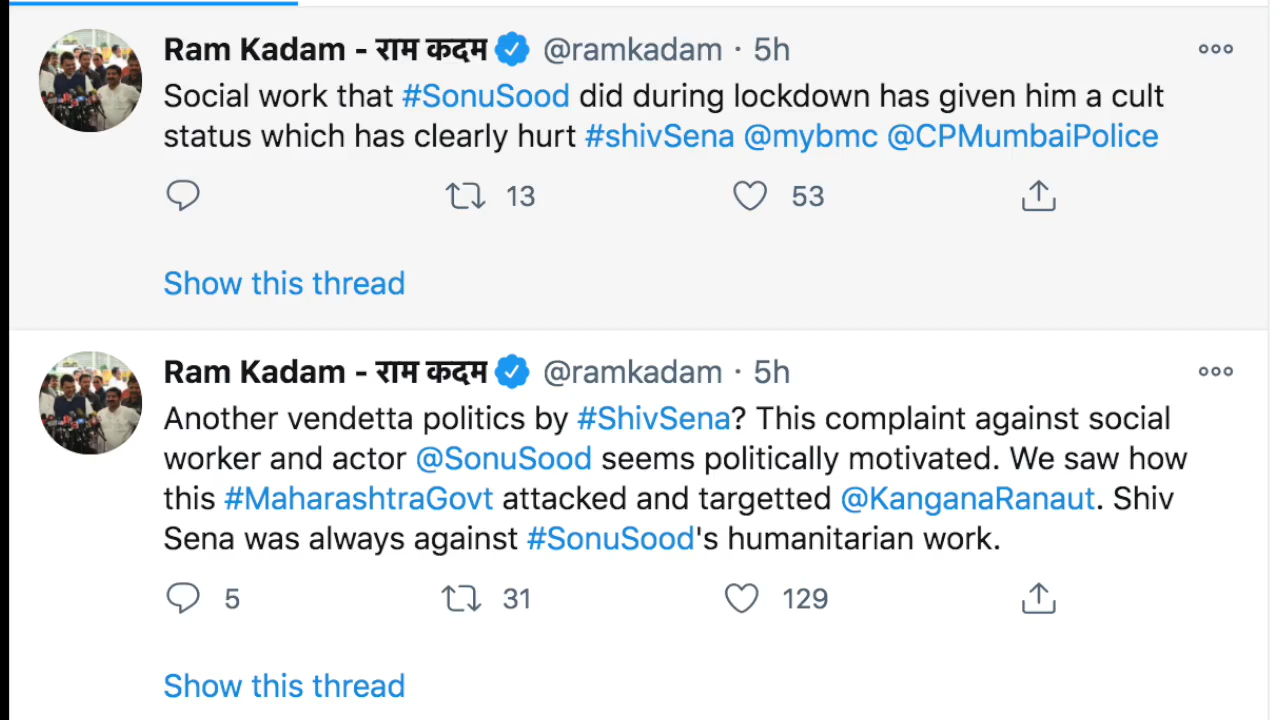 Ram Kadam - राम कदम @ramkadam · 5h
Social work that #SonuSood did during lockdown has given him a cult
status which has clearly hurt #shivSena @mybmc @CPMumbaiPolice
13 53
Show this thread
Ram Kadam - राम कदम @ramkadam · 5h
Another vendetta politics by #ShivSena? This complaint against social
worker and actor @SonuSood seems politically motivated. We saw how
this #MaharashtraGovt attacked and targetted @KanganaRanaut. Shiv
Sena was always against #SonuSood's humanitarian work.
5 31 129
Show this thread